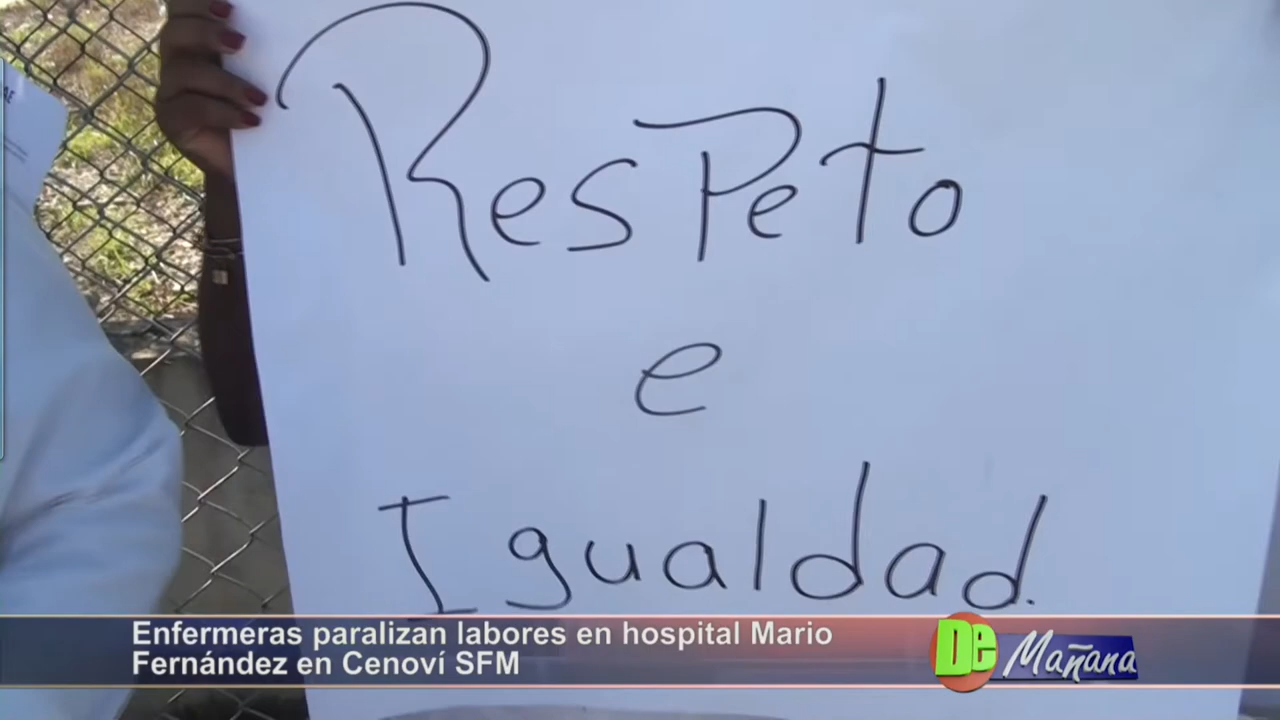 Respeto
e
Igualdad.
Enfermeras paralizan labores en hospital Mario
Fernández en Cenoví SFM
De Mañana